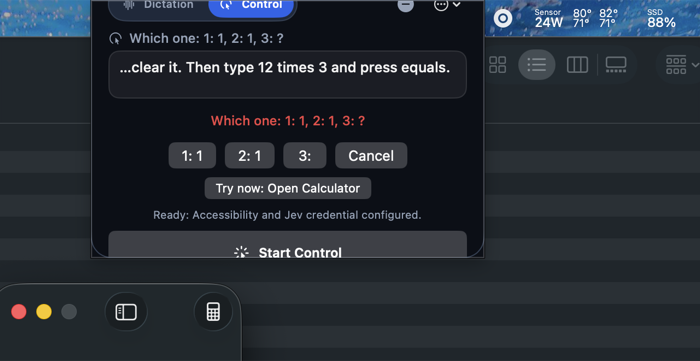 Dictation Control
Which one: 1: 1, 2: 1, 3: ?
...clear it. Then type 12 times 3 and press equals.
Which one: 1: 1, 2: 1, 3: ?
1: 1 2: 1 3: Cancel
Try now: Open Calculator
Ready: Accessibility and Jev credential configured.
Start Control
Sensor 80° 82° SSD
24W 71° 71° 88%